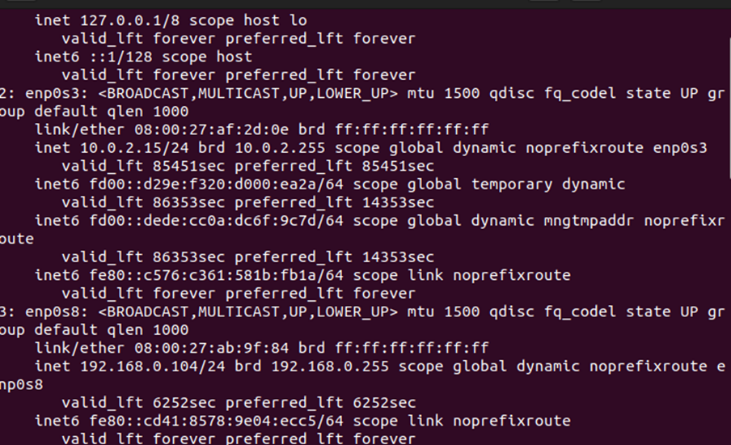 inet 127.0.0.1/8 scope host lo
valid_lft forever preferred_lft forever
inet6 ::1/128 scope host
valid_lft forever preferred_lft forever
2: enp0s3: <BROADCAST,MULTICAST,UP,LOWER_UP> mtu 1500 qdisc fq_codel state UP gr
oup default qlen 1000
link/ether 08:00:27:af:2d:0e brd ff:ff:ff:ff:ff:ff
inet 10.0.2.15/24 brd 10.0.2.255 scope global dynamic noprefixroute enp0s3
valid_lft 85451sec preferred_lft 85451sec
inet6 fd00::d29e:f320:d000:ea2a/64 scope global temporary dynamic
valid_lft 86353sec preferred_lft 14353sec
inet6 fd00::dede:cc0a:dc6f:9c7d/64 scope global dynamic mngtmpaddr noprefixr
oute
valid_lft 86353sec preferred_lft 14353sec
inet6 fe80::c576:c361:581b:fb1a/64 scope link noprefixroute
valid_lft forever preferred_lft forever
3: enp0s8: <BROADCAST,MULTICAST,UP,LOWER_UP> mtu 1500 qdisc fq_codel state UP gr
oup default qlen 1000
link/ether 08:00:27:ab:9f:84 brd ff:ff:ff:ff:ff:ff
inet 192.168.0.104/24 brd 192.168.0.255 scope global dynamic noprefixroute e
np0s8
valid_lft 6252sec preferred_lft 6252sec
inet6 fe80::cd41:8578:9e04:ecc5/64 scope link noprefixroute
valid_lft forever preferred_lft forever